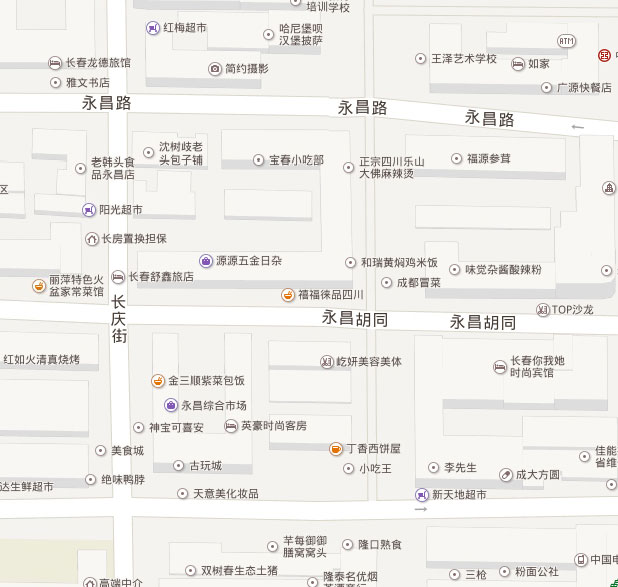 培训学校
红梅超市
哈尼堡呗
汉堡披萨
ATM
王泽艺术学校
长春龙德旅馆
简约摄影
如家
雅文书店
广源快餐店
永昌路
永昌路
永昌路
沈树歧老
头包子铺
老韩头食
品永昌店
宝春小吃部
正宗四川乐山
大佛麻辣烫
福源参茸
区
阳光超市
长房置换担保
源源五金日杂
和瑞黄焖鸡米饭
味觉杂酱酸辣粉
长春舒鑫旅店
成都冒菜
丽萍特色火
盆家常菜馆
禧福徕品四川
TOP沙龙
长庆街
永昌胡同
永昌胡同
红如火清真烧烤
屹妍美容美体
长春你我她
时尚宾馆
金三顺紫菜包饭
永昌综合市场
神宝可喜安
英豪时尚客房
美食城
丁香西饼屋
佳能
省维
古玩城
小吃王
李先生
成大方圆
绝味鸭脖
达生鲜超市
天意美化妆品
新天地超市
芊每御御
膳窝窝头
隆口熟食
中国电
双树春生态土猪
隆泰名优烟
三枪
粉面公社
高端中介